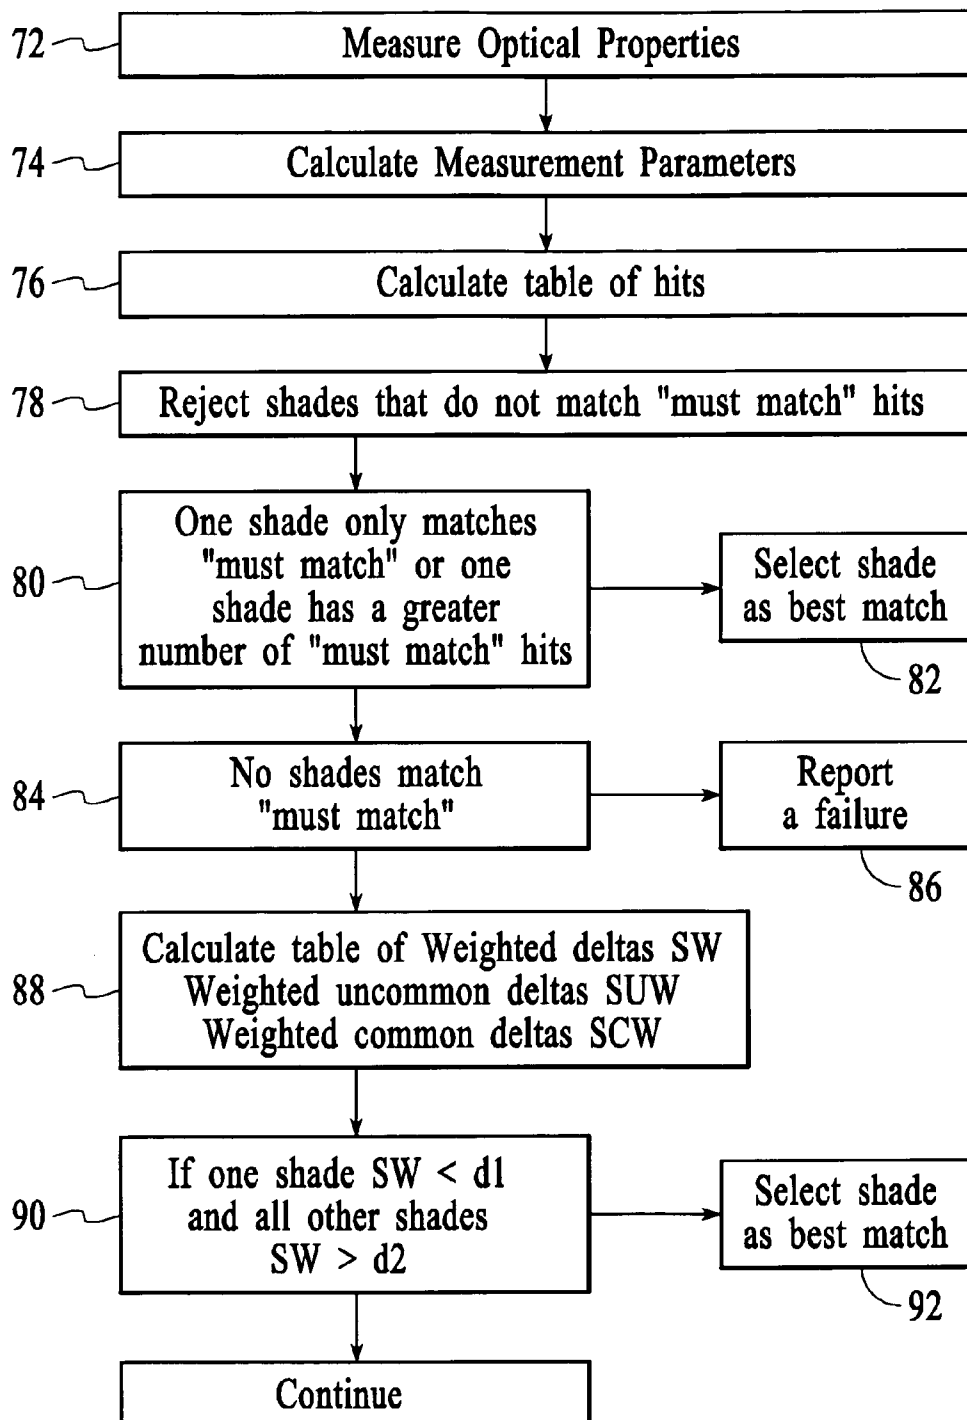 72
Measure Optical Properties
74
Calculate Measurement Parameters
76
Calculate table of hits
78
Reject shades that do not match "must match" hits
80
One shade only matches
"must match" or one
shade has a greater
number of "must match" hits
Select shade
as best match
82
84
No shades match
"must match"
Report
a failure
86
88
Calculate table of Weighted deltas SW
Weighted uncommon deltas SUW
Weighted common deltas SCW
90
If one shade SW < d1
and all other shades
SW > d2
Select shade
as best match
92
Continue